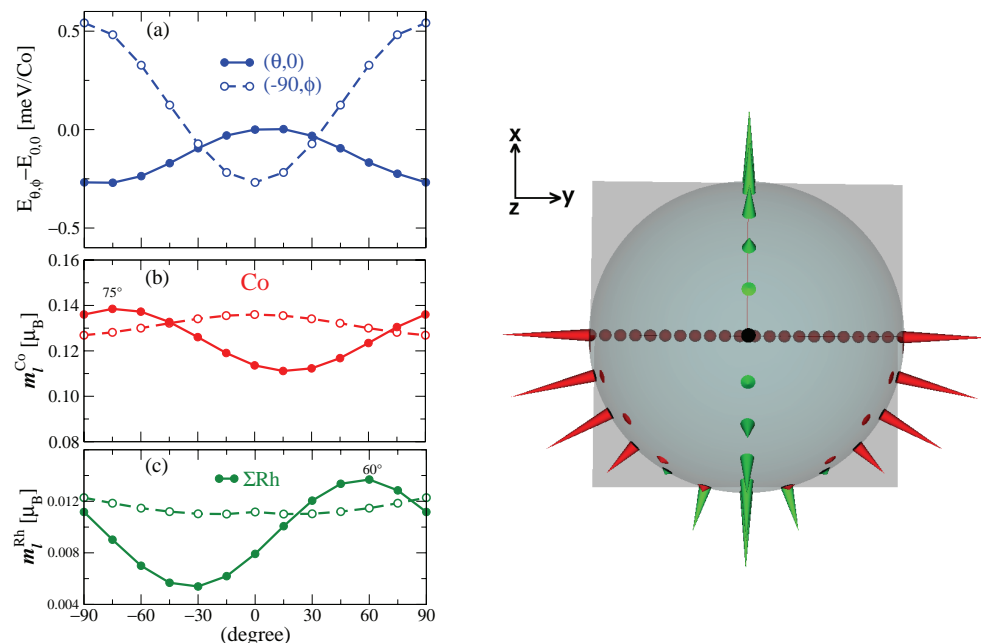 (a)
E_{θ,ϕ}−E_{0,0} [meV/Co]
0.5
0.0
−0.5
(θ,0)
(-90,ϕ)
(b)
Co
75°
m_l^{Co} [μ_B]
0.16
0.14
0.12
0.10
0.08
(c)
ΣRh
60°
m_l^{Rh} [μ_B]
0.012
0.008
0.004
−90 −60 −30 0 30 60 90
(degree)
x
z
y